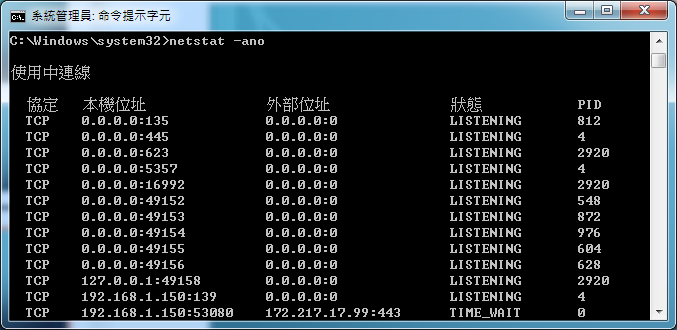 系統管理員: 命令提示字元
C:\Windows\system32>netstat -ano
使用中連線
協定 本機位址 外部位址 狀態 PID
TCP 0.0.0.0:135 0.0.0.0:0 LISTENING 812
TCP 0.0.0.0:445 0.0.0.0:0 LISTENING 4
TCP 0.0.0.0:623 0.0.0.0:0 LISTENING 2920
TCP 0.0.0.0:5357 0.0.0.0:0 LISTENING 4
TCP 0.0.0.0:16992 0.0.0.0:0 LISTENING 2920
TCP 0.0.0.0:49152 0.0.0.0:0 LISTENING 548
TCP 0.0.0.0:49153 0.0.0.0:0 LISTENING 872
TCP 0.0.0.0:49154 0.0.0.0:0 LISTENING 976
TCP 0.0.0.0:49155 0.0.0.0:0 LISTENING 604
TCP 0.0.0.0:49156 0.0.0.0:0 LISTENING 628
TCP 127.0.0.1:49158 0.0.0.0:0 LISTENING 2920
TCP 192.168.1.150:139 0.0.0.0:0 LISTENING 4
TCP 192.168.1.150:53080 172.217.17.99:443 TIME_WAIT 0